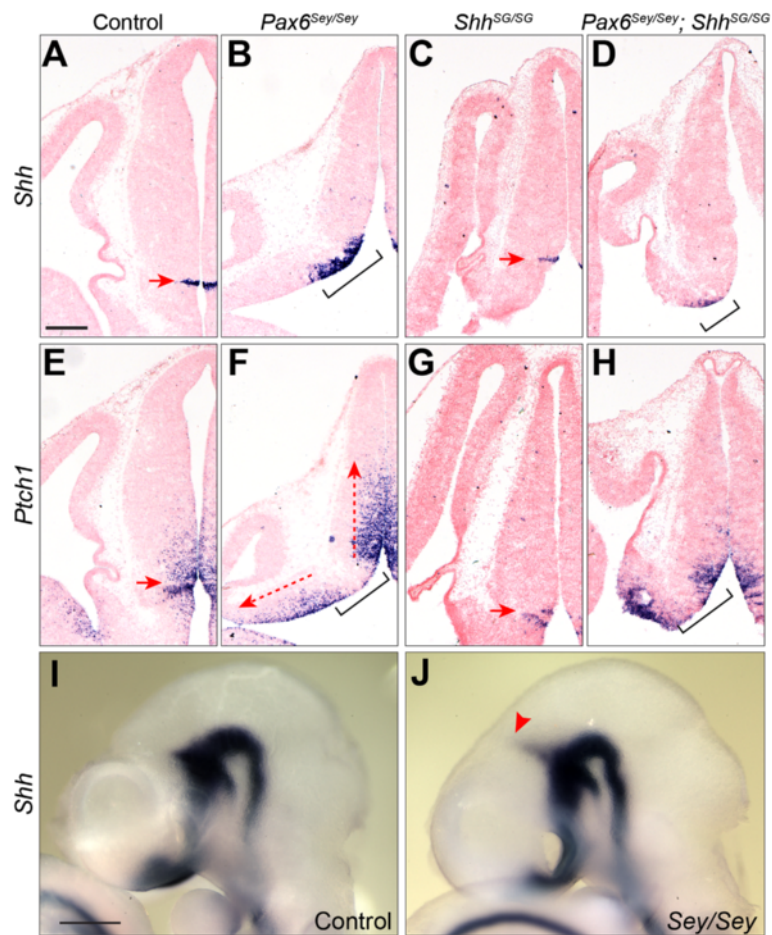 Control
Pax6Sey/Sey
ShhSG/SG
Pax6Sey/Sey; ShhSG/SG
A
B
C
D
Shh
E
F
G
H
Ptch1
I
J
Shh
Control
Sey/Sey